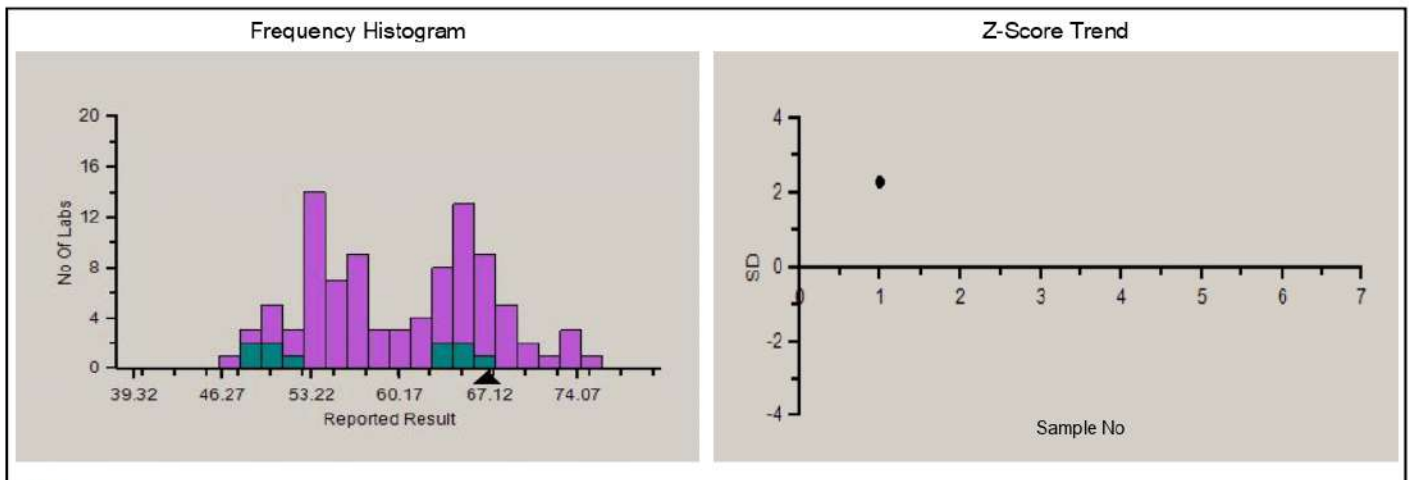 Frequency Histogram
20
16
12
8
4
0
No Of Labs
39.32 46.27 53.22 60.17 67.12 74.07
Reported Result
Z-Score Trend
4
2
0
-2
-4
SD
0 1 2 3 4 5 6 7
Sample No